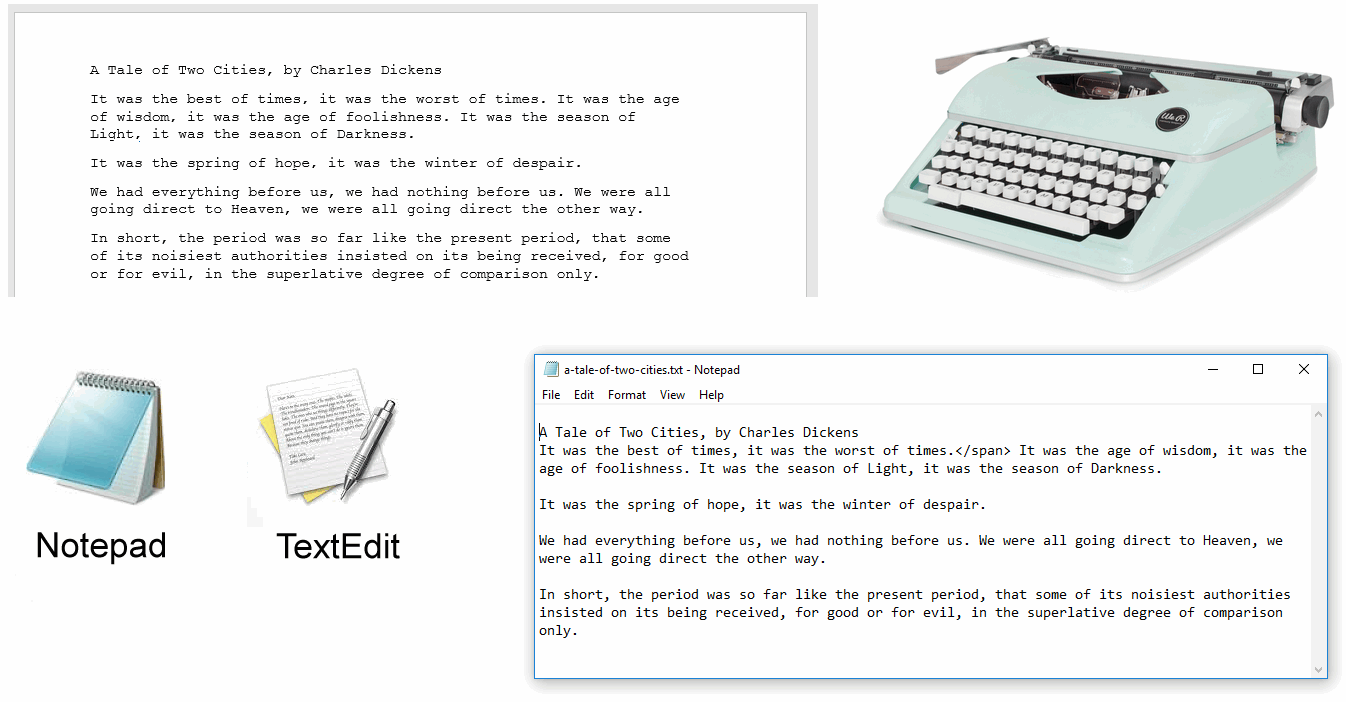 A Tale of Two Cities, by Charles Dickens
It was the best of times, it was the worst of times. It was the age
of wisdom, it was the age of foolishness. It was the season of
Light, it was the season of Darkness.
It was the spring of hope, it was the winter of despair.
We had everything before us, we had nothing before us. We were all
going direct to Heaven, we were all going direct the other way.
In short, the period was so far like the present period, that some
of its noisiest authorities insisted on its being received, for good
or for evil, in the superlative degree of comparison only.
We R
Notepad
TextEdit
a-tale-of-two-cities.txt - Notepad
File Edit Format View Help
A Tale of Two Cities, by Charles Dickens
It was the best of times, it was the worst of times.</span> It was the age of wisdom, it was the
age of foolishness. It was the season of Light, it was the season of Darkness.
It was the spring of hope, it was the winter of despair.
We had everything before us, we had nothing before us. We were all going direct to Heaven, we
were all going direct the other way.
In short, the period was so far like the present period, that some of its noisiest authorities
insisted on its being received, for good or for evil, in the superlative degree of comparison
only.